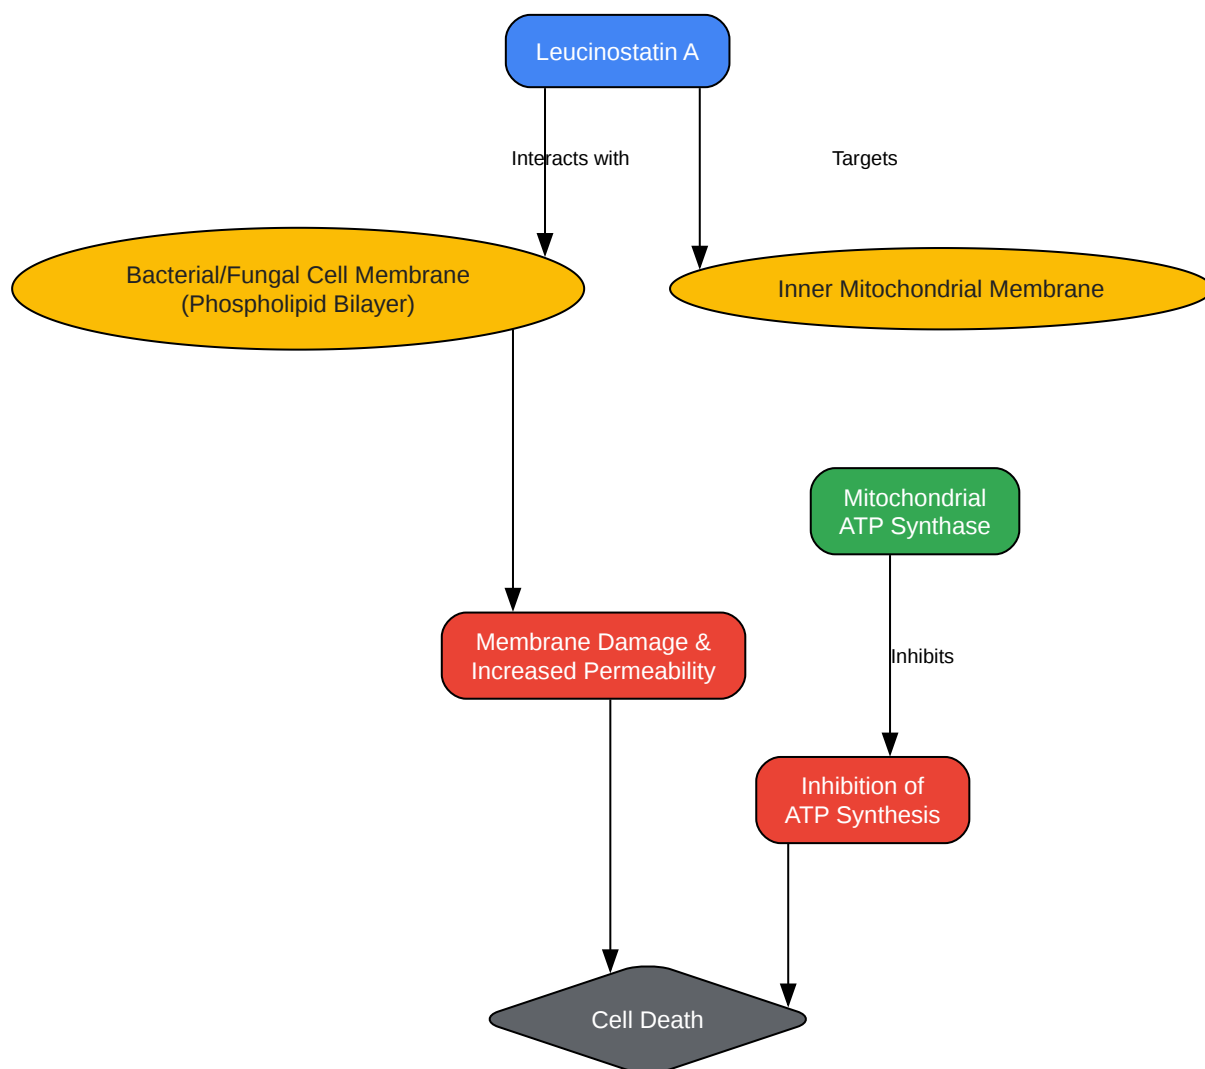 Leucinostatin A
Interacts with
Targets
Bacterial/Fungal Cell Membrane
(Phospholipid Bilayer)
Inner Mitochondrial Membrane
Mitochondrial
ATP Synthase
Membrane Damage &
Increased Permeability
Inhibits
Inhibition of
ATP Synthesis
Cell Death